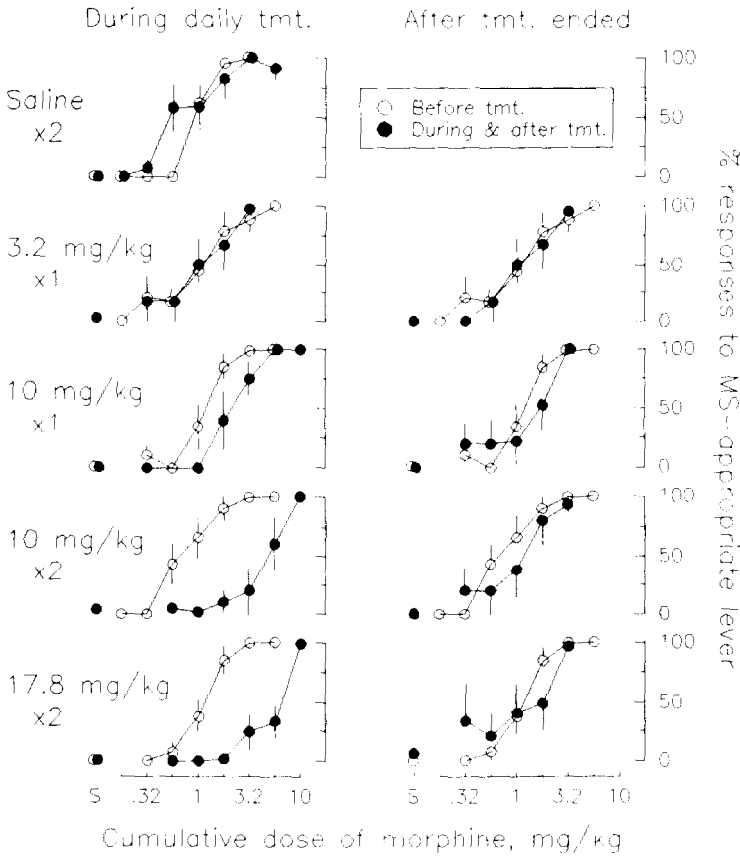 During daily tmt.
After tmt. ended
Saline
x2
Before tmt.
During & after tmt.
100
50
0
3.2 mg/kg
x1
100
50
0
10 mg/kg
x1
100
50
0
10 mg/kg
x2
100
50
0
17.8 mg/kg
x2
100
50
0
% responses to MS-appropriate lever
S .32 1 3.2 10
S .32 1 3.2 10
Cumulative dose of morphine, mg/kg